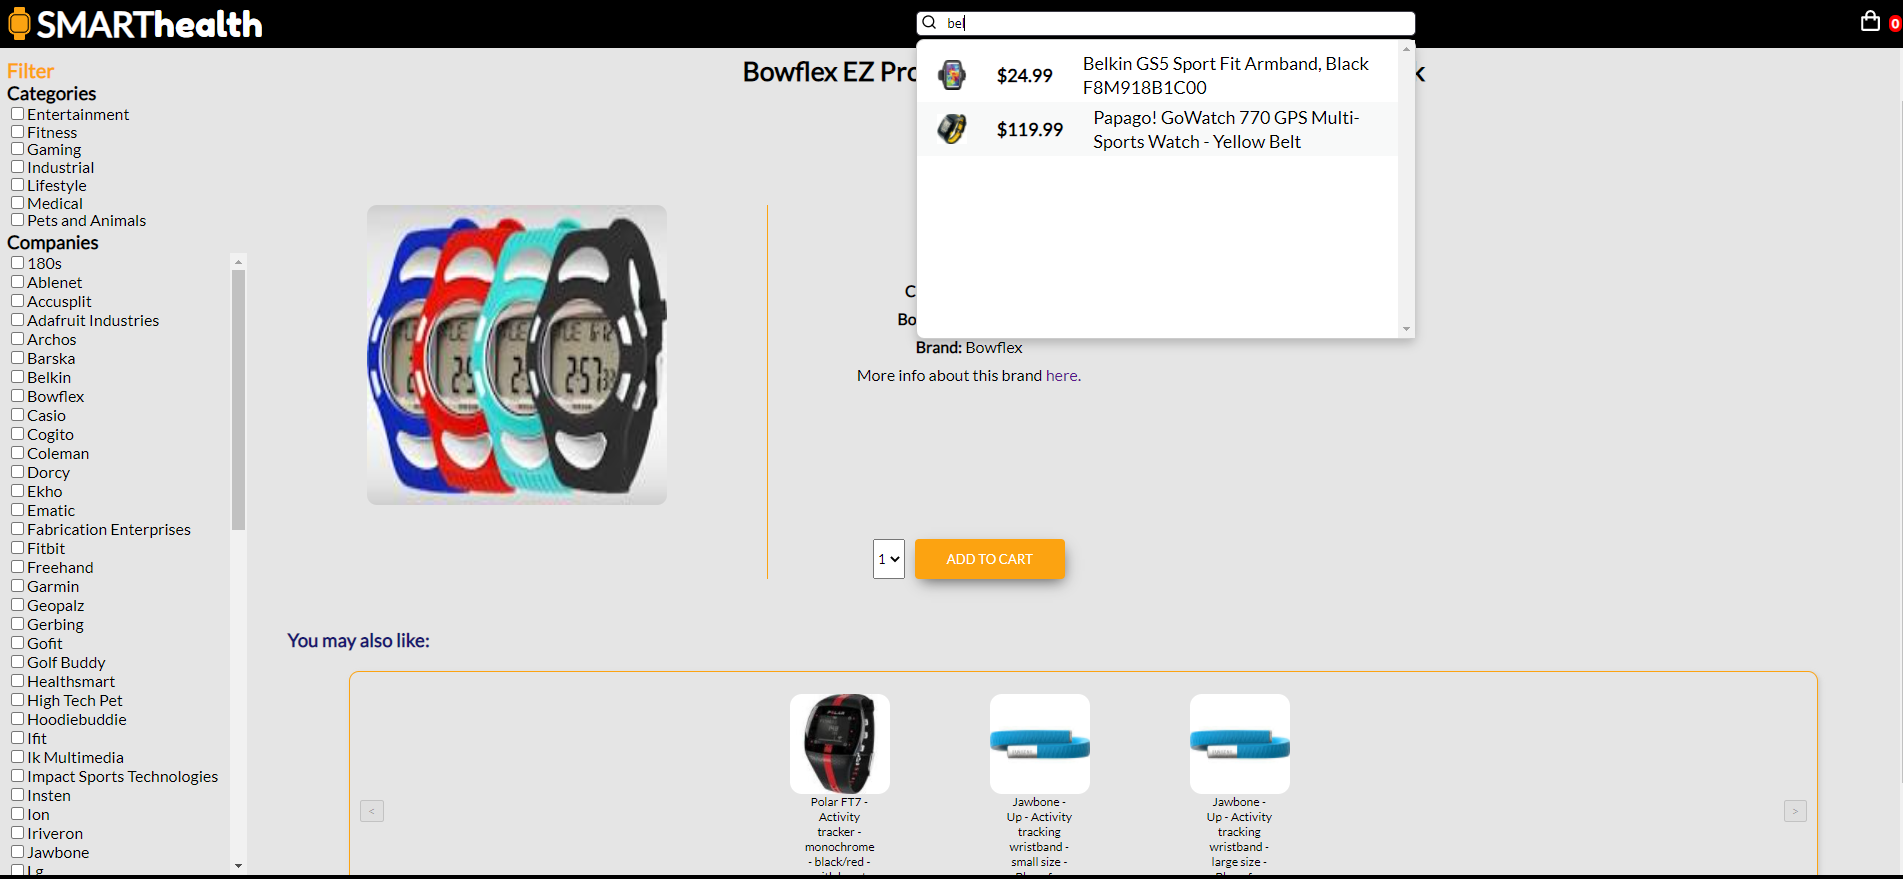 SMARThealth
bel
0
Filter
Categories
Entertainment
Fitness
Gaming
Industrial
Lifestyle
Medical
Pets and Animals
Companies
180s
Ablenet
Accusplit
Adafruit Industries
Archos
Barska
Belkin
Bowflex
Casio
Cogito
Coleman
Dorcy
Ekho
Ematic
Fabrication Enterprises
Fitbit
Freehand
Garmin
Geopalz
Gerbing
Gofit
Golf Buddy
Healthsmart
High Tech Pet
Hoodiebuddie
Ifit
Ik Multimedia
Impact Sports Technologies
Insten
Ion
Iriveron
Jawbone
Lg
Bowflex EZ Pro
$24.99
Belkin GS5 Sport Fit Armband, Black
F8M918B1C00
$119.99
Papago! GoWatch 770 GPS Multi-
Sports Watch - Yellow Belt
C
Bo
Brand: Bowflex
More info about this brand here.
1
ADD TO CART
You may also like:
<
Polar FT7 -
Activity
tracker -
monochrome
- black/red -
Jawbone -
Up - Activity
tracking
wristband -
small size -
Jawbone -
Up - Activity
tracking
wristband -
large size -
>